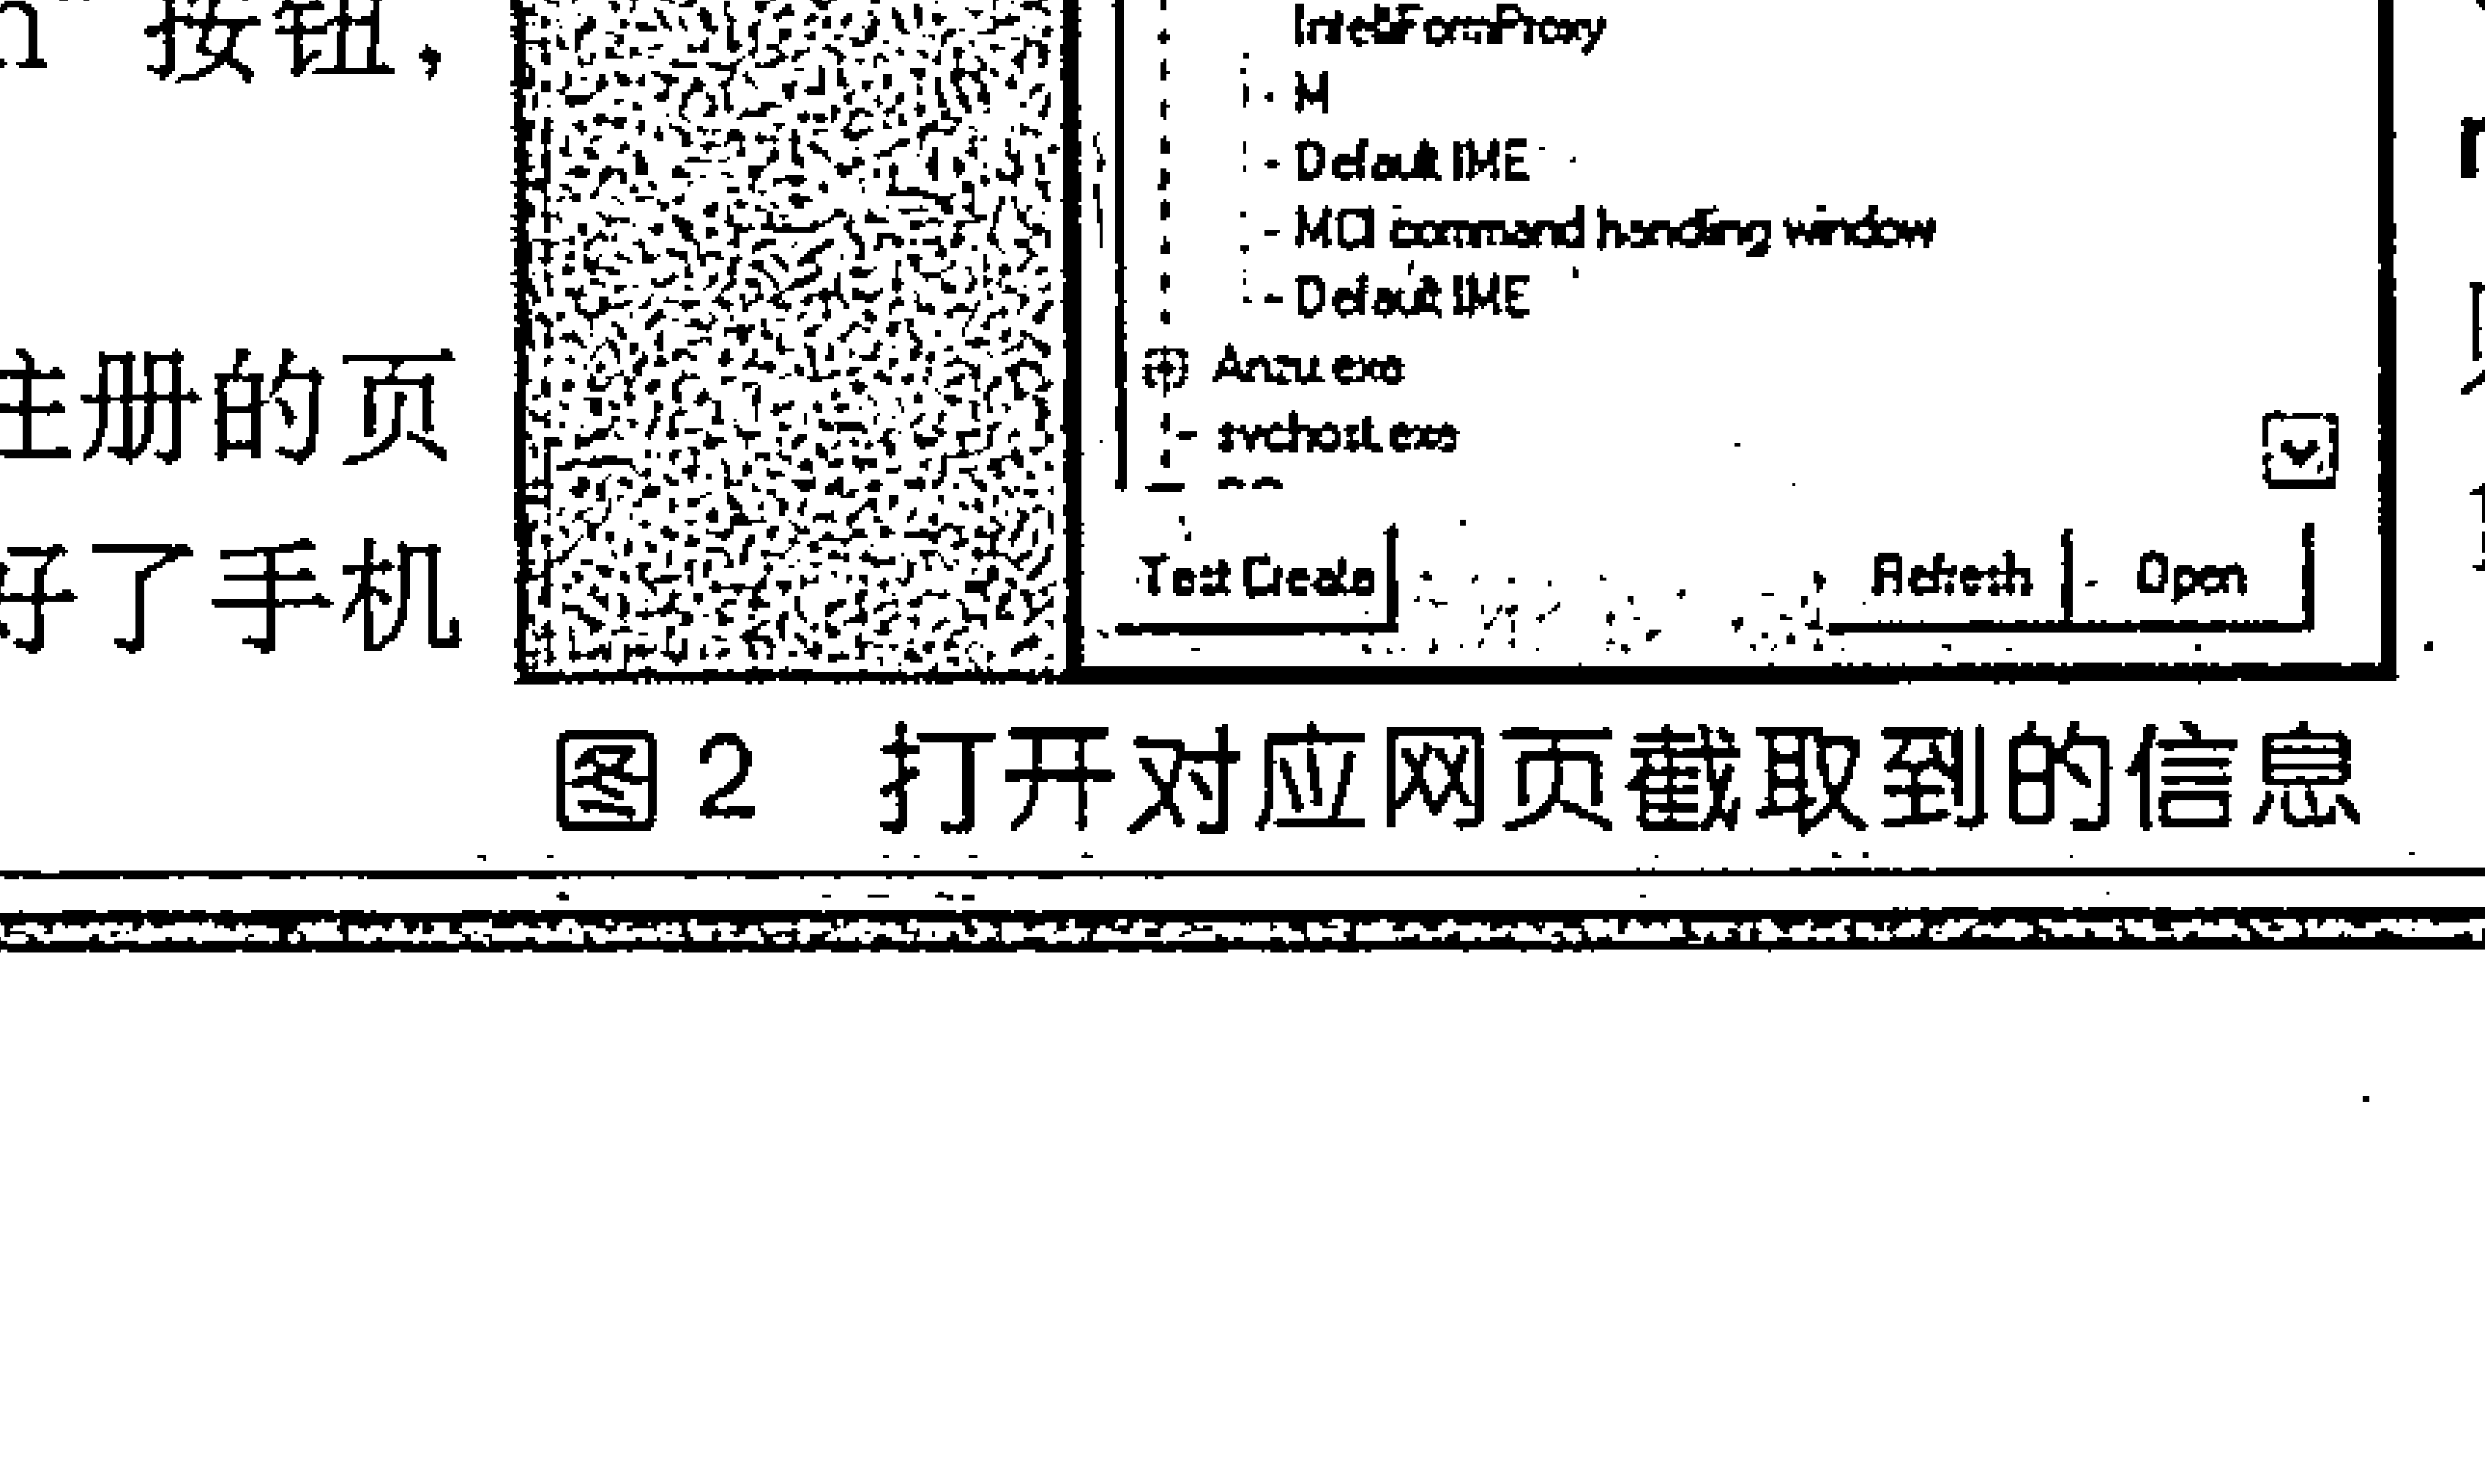 按钮，
注册的页
好了手机
IntelliFormProxy
M
Default IME
MCI command handling window
Default IME
Anzu.exe
svchost.exe
Test Create Refresh Open
图2 打开对应网页截取到的信息